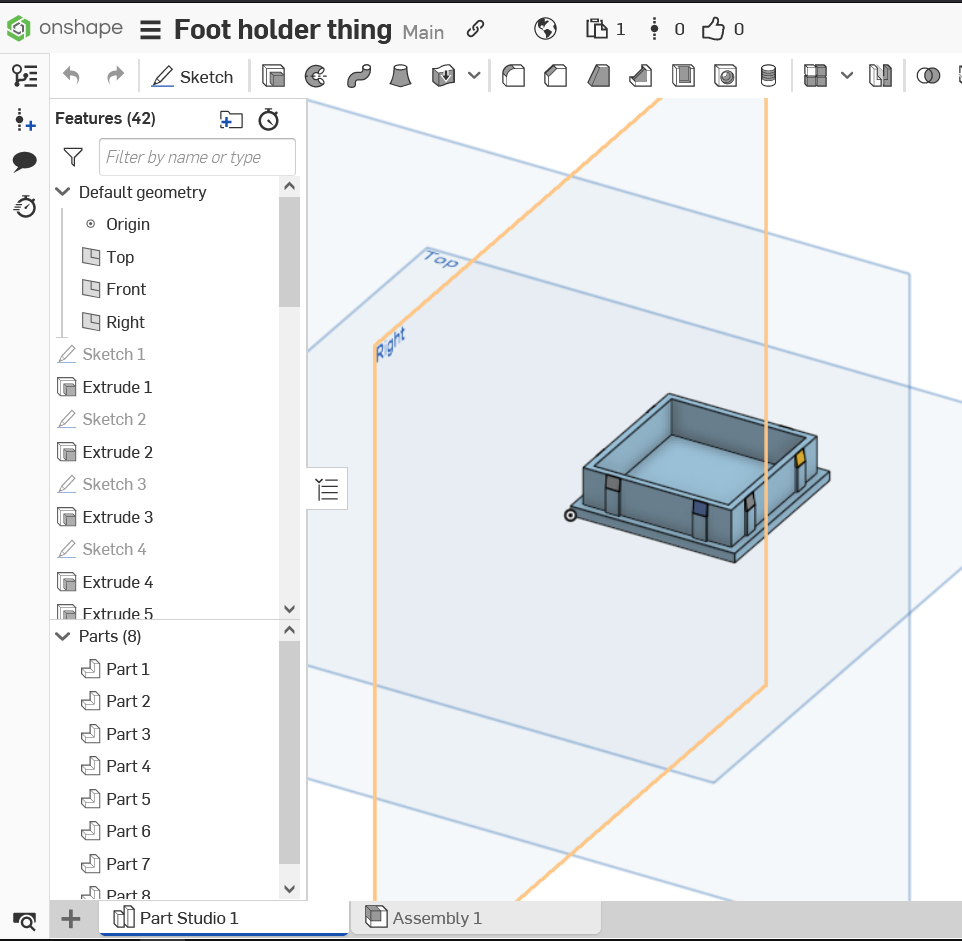 onshape Foot holder thing Main 1 0 0
Sketch
Features (42)
Filter by name or type
Default geometry
Origin
Top
Front
Right
Sketch 1
Extrude 1
Sketch 2
Extrude 2
Sketch 3
Extrude 3
Sketch 4
Extrude 4
Extrude 5
Parts (8)
Part 1
Part 2
Part 3
Part 4
Part 5
Part 6
Part 7
Part 8
Top
Right
Part Studio 1
Assembly 1